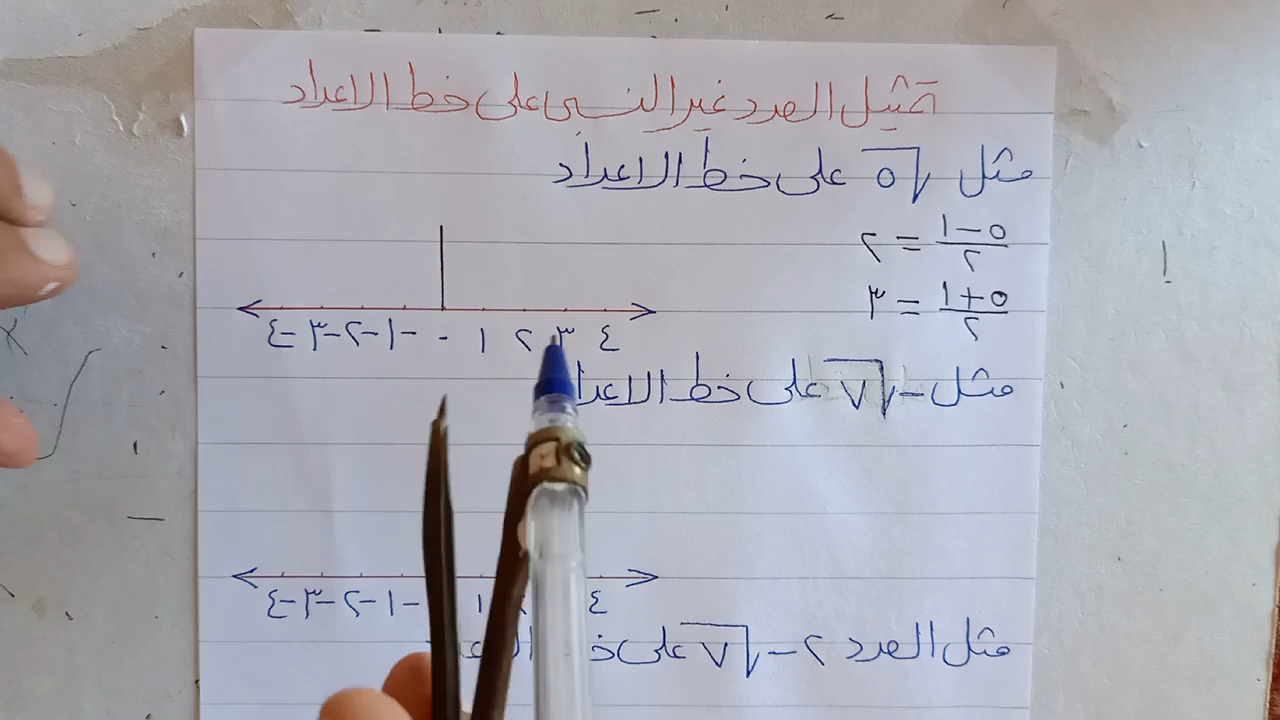 تمثيل العدد غير النسبى على خط الاعداد
مثل √٥ على خط الاعداد
٥-١/٢ = ٢
٥+١/٢ = ٣
-٤ -٣ -٢ -١ ٠ ١ ٢ ٣ ٤
مثل -√٧ على خط الاعدا
-٤ -٣ -٢ -١ ١ ٤
مثل العدد ٢-√٧ على